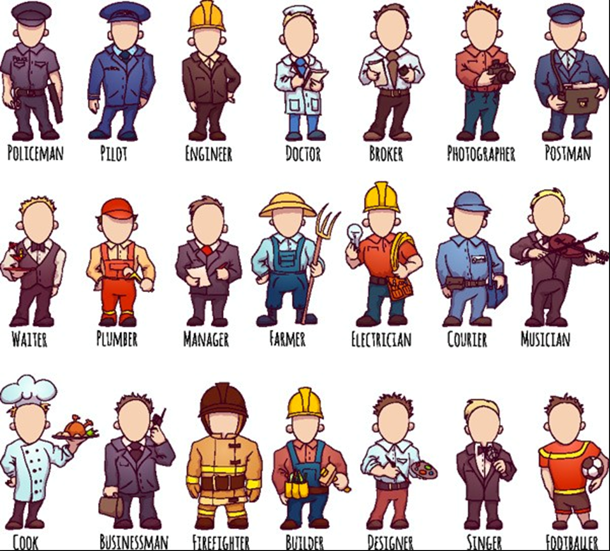 POLICEMAN PILOT ENGINEER DOCTOR BROKER PHOTOGRAPHER POSTMAN
WAITER PLUMBER MANAGER FARMER ELECTRICIAN COURIER MUSICIAN
COOK BUSINESSMAN FIREFIGHTER BUILDER DESIGNER SINGER FOOTBALLER